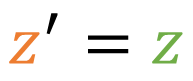 z′ = z